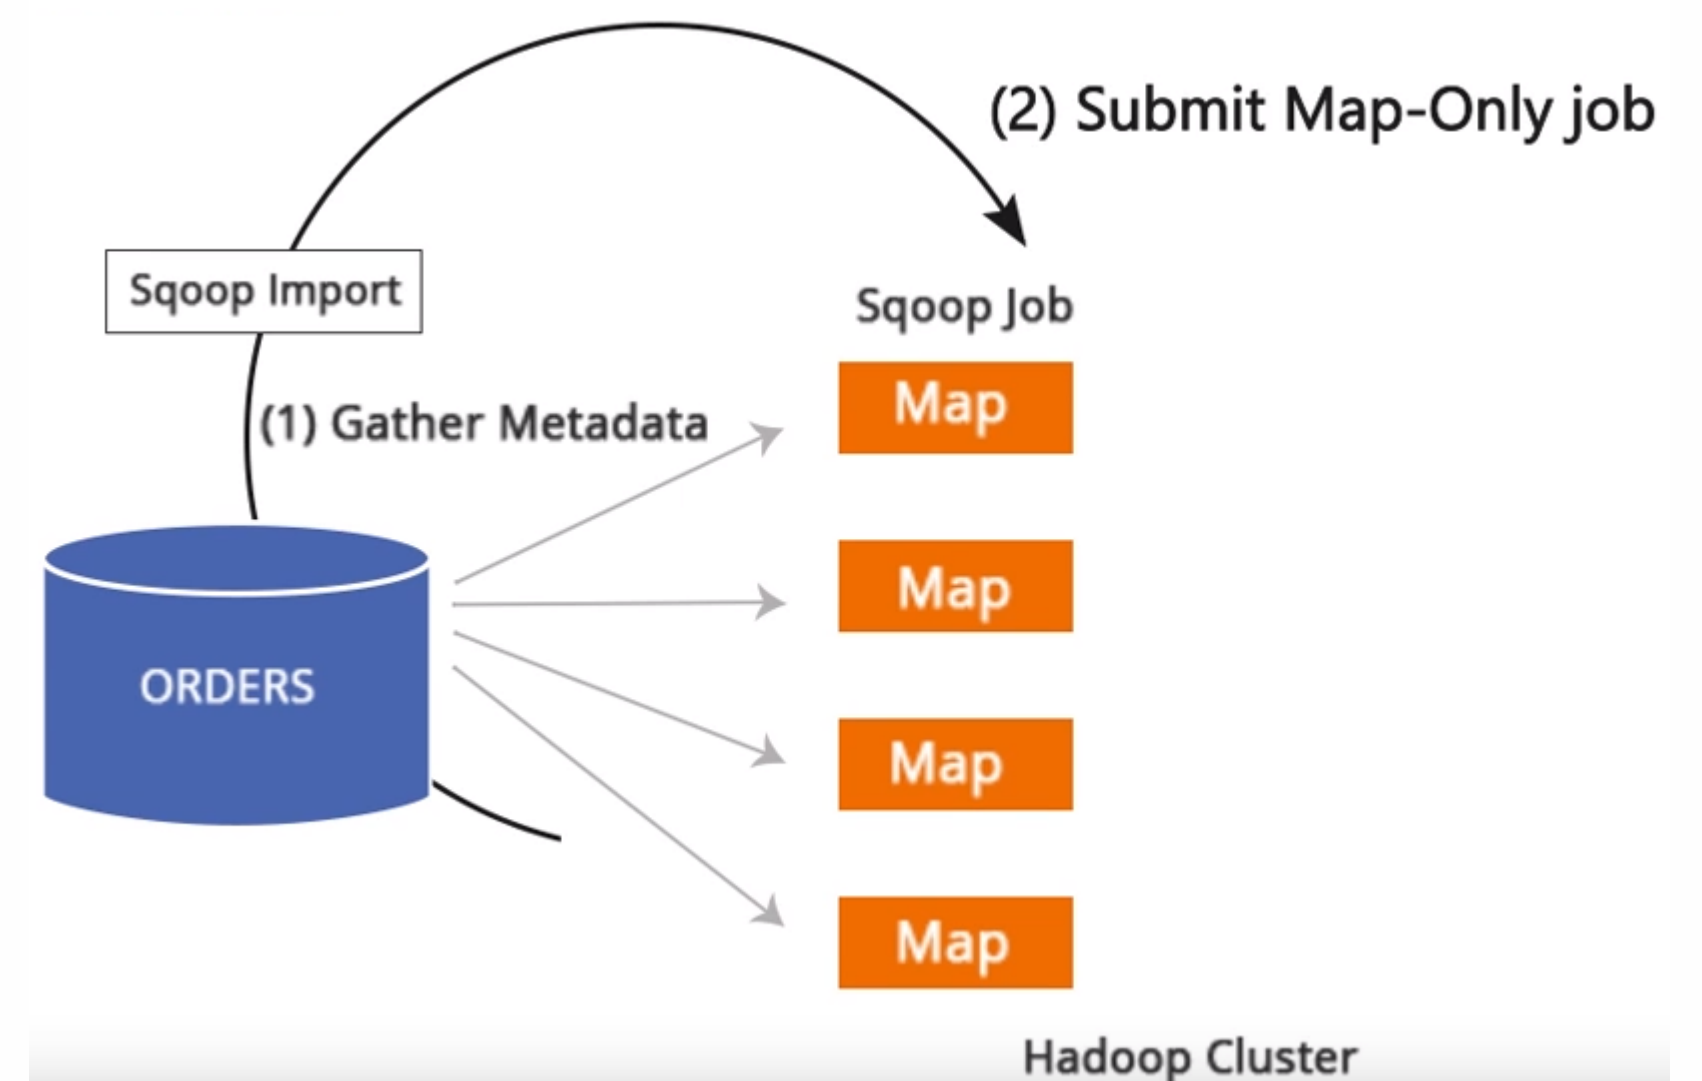 (2) Submit Map-Only job
Sqoop Import
Sqoop Job
(1) Gather Metadata
Map
Map
ORDERS
Map
Map
Hadoop Cluster